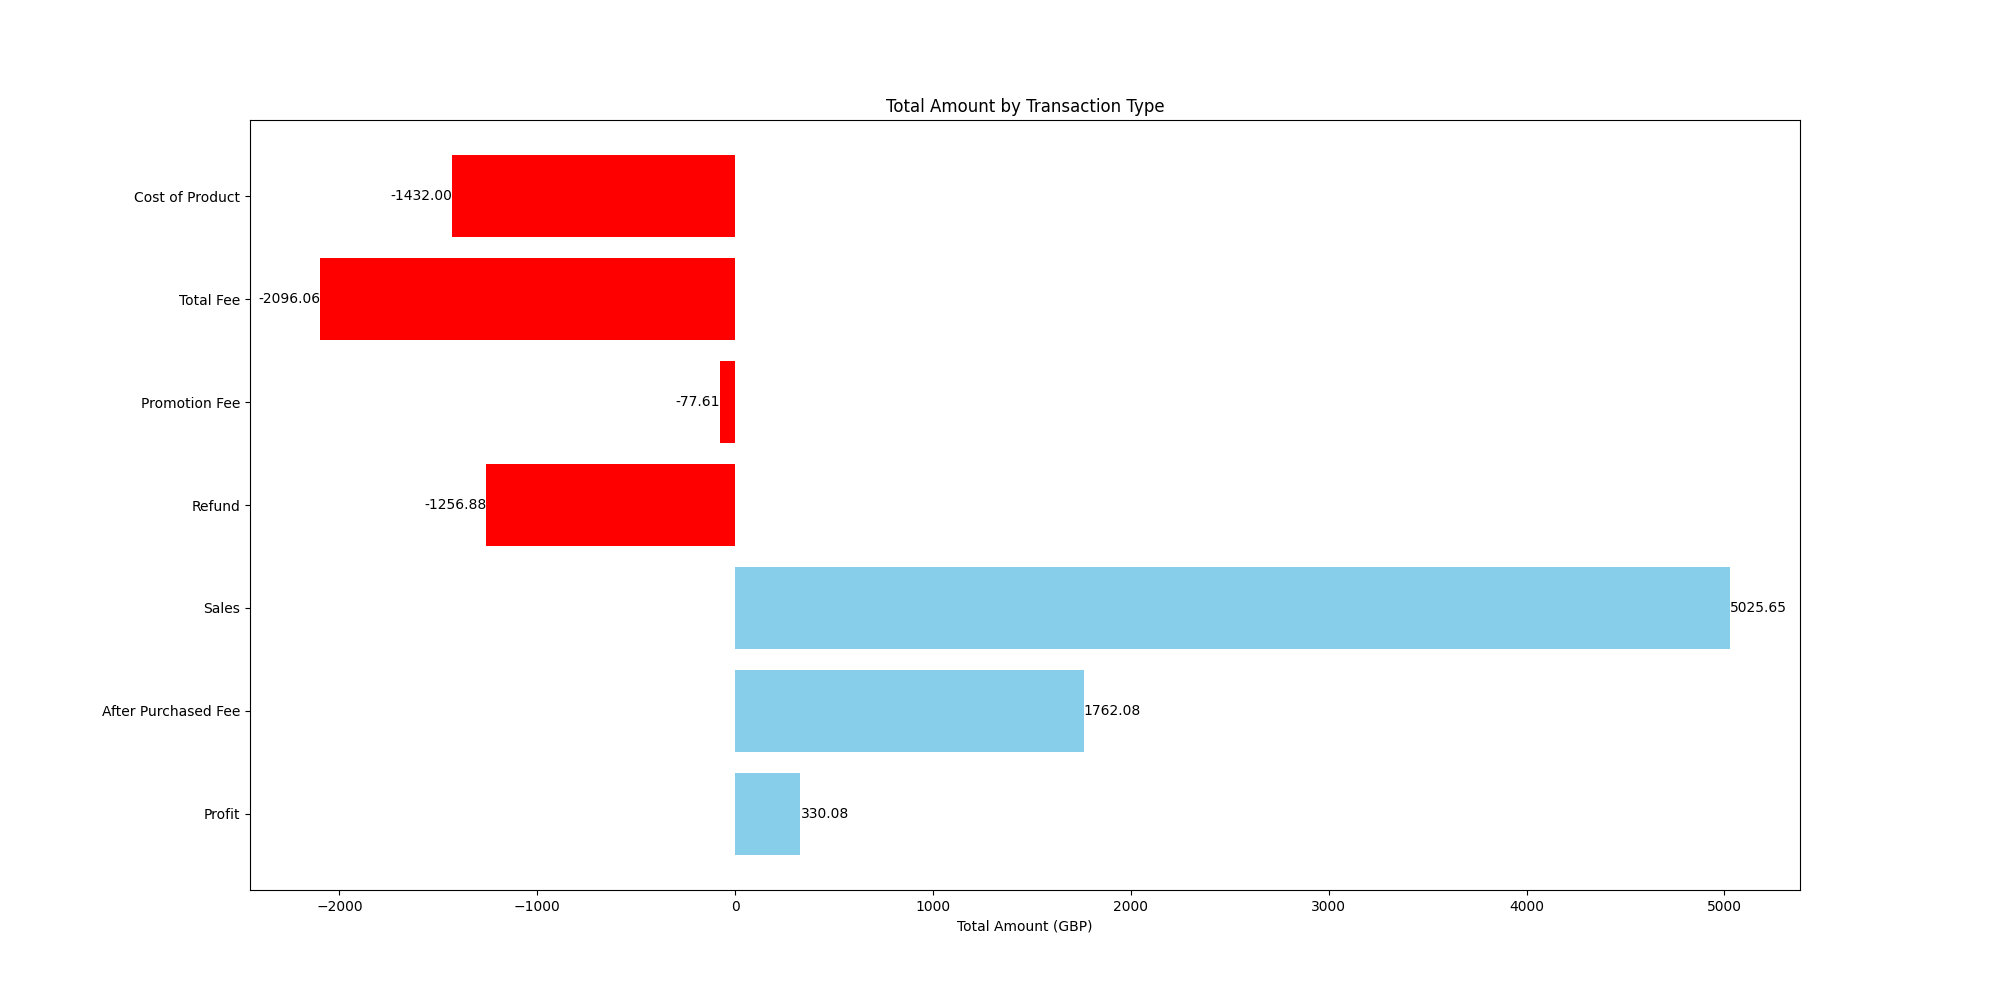 Total Amount by Transaction Type
Cost of Product
-1432.00
Total Fee
-2096.06
Promotion Fee
-77.61
Refund
-1256.88
Sales
5025.65
After Purchased Fee
1762.08
Profit
330.08
−2000 −1000 0 1000 2000 3000 4000 5000
Total Amount (GBP)